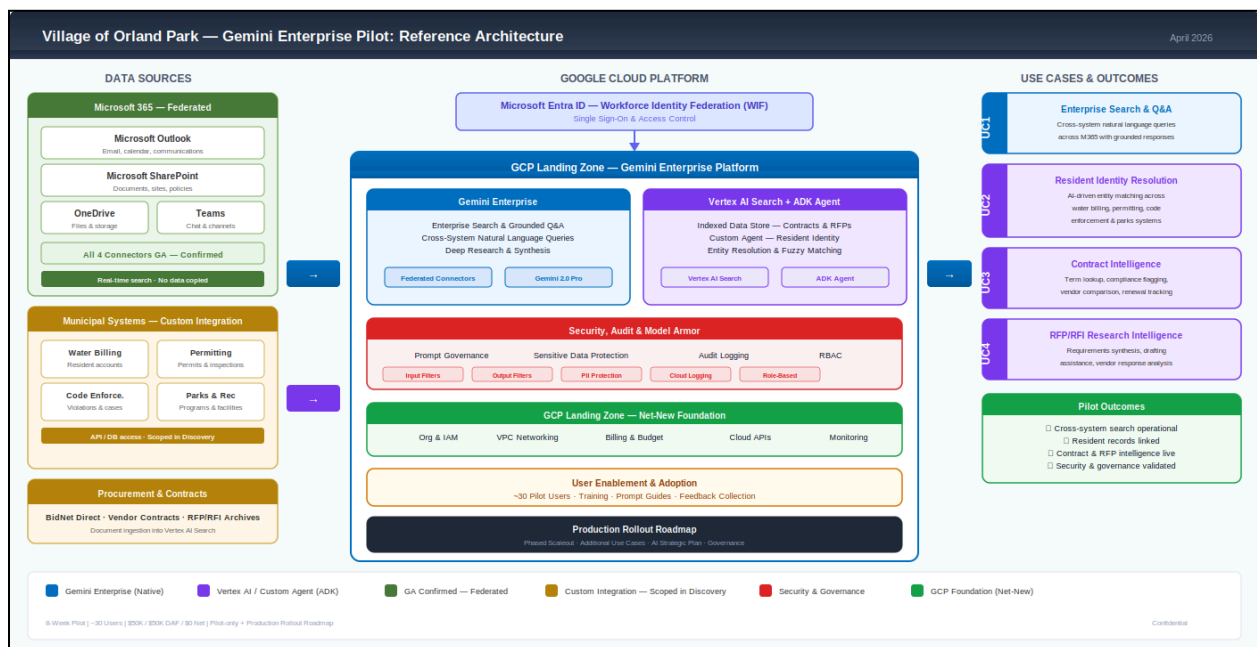 Village of Orland Park — Gemini Enterprise Pilot: Reference Architecture
April 2026
DATA SOURCES
Microsoft 365 — Federated
Microsoft Outlook
Email, calendar, communications
Microsoft SharePoint
Documents, sites, policies
OneDrive
Files & storage
Teams
Chat & channels
All 4 Connectors GA — Confirmed
Real-time search · No data copied
Municipal Systems — Custom Integration
Water Billing
Resident accounts
Permitting
Permits & inspections
Code Enforce.
Violations & cases
Parks & Rec
Programs & facilities
API / DB access · Scoped in Discovery
Procurement & Contracts
BidNet Direct · Vendor Contracts · RFP/RFI Archives
Document ingestion into Vertex AI Search
→
→
GOOGLE CLOUD PLATFORM
Microsoft Entra ID — Workforce Identity Federation (WIF)
Single Sign-On & Access Control
GCP Landing Zone — Gemini Enterprise Platform
Gemini Enterprise
Enterprise Search & Grounded Q&A
Cross-System Natural Language Queries
Deep Research & Synthesis
Federated Connectors
Gemini 2.0 Pro
Vertex AI Search + ADK Agent
Indexed Data Store — Contracts & RFPs
Custom Agent — Resident Identity
Entity Resolution & Fuzzy Matching
Vertex AI Search
ADK Agent
Security, Audit & Model Armor
Prompt Governance
Sensitive Data Protection
Audit Logging
RBAC
Input Filters
Output Filters
PII Protection
Cloud Logging
Role-Based
GCP Landing Zone — Net-New Foundation
Org & IAM
VPC Networking
Billing & Budget
Cloud APIs
Monitoring
User Enablement & Adoption
~30 Pilot Users · Training · Prompt Guides · Feedback Collection
Production Rollout Roadmap
Phased Scaleout · Additional Use Cases · AI Strategic Plan · Governance
→
USE CASES & OUTCOMES
UC1
Enterprise Search & Q&A
Cross-system natural language queries
across M365 with grounded responses
UC2
Resident Identity Resolution
AI-driven entity matching across
water billing, permitting, code
enforcement & parks systems
UC3
Contract Intelligence
Term lookup, compliance flagging,
vendor comparison, renewal tracking
UC4
RFP/RFI Research Intelligence
Requirements synthesis, drafting
assistance, vendor response analysis
Pilot Outcomes
Cross-system search operational
Resident records linked
Contract & RFP intelligence live
Security & governance validated
Gemini Enterprise (Native)
Vertex AI / Custom Agent (ADK)
GA Confirmed — Federated
Custom Integration — Scoped in Discovery
Security & Governance
GCP Foundation (Net-New)
-Week Pilot | ~30 Users | $50K / $50K DAF / $0 Net | Pilot-only + Production Rollout Roadmap
Confidential